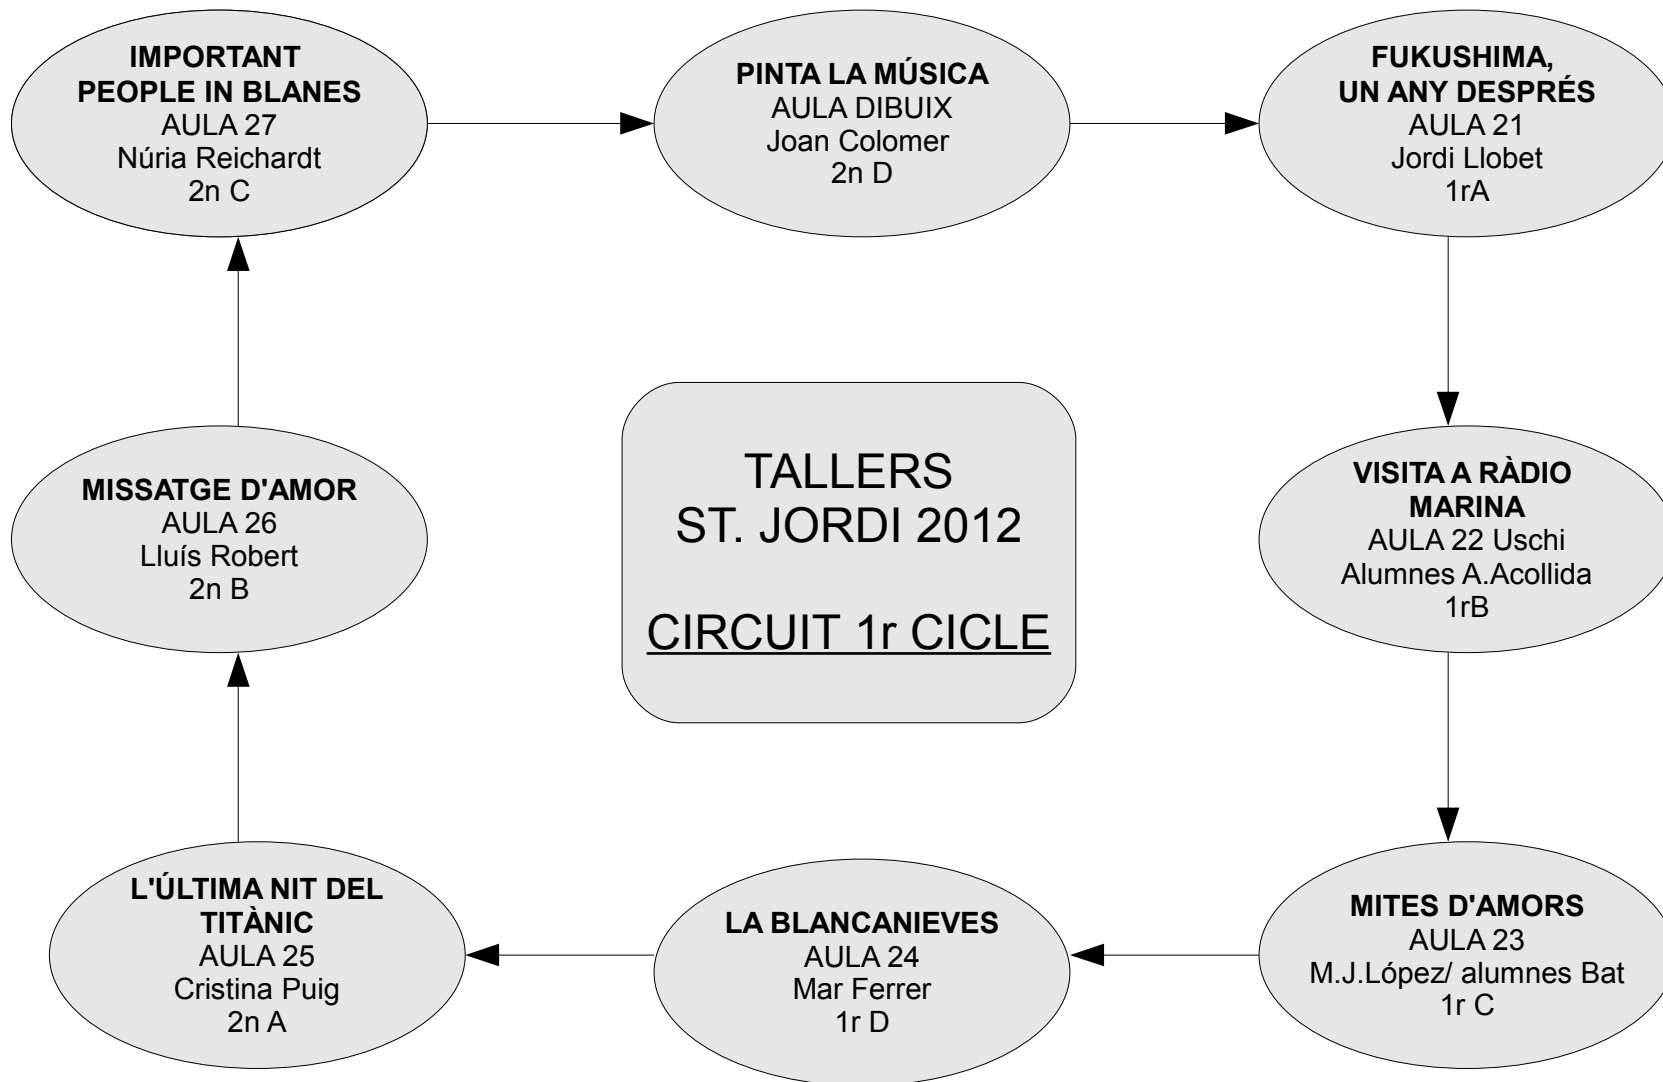 IMPORTANT
PEOPLE IN BLANES
AULA 27
Núria Reichardt
2n C
PINTA LA MÚSICA
AULA DIBUIX
Joan Colomer
2n D
FUKUSHIMA,
UN ANY DESPRÉS
AULA 21
Jordi Llobet
1rA
MISSATGE D'AMOR
AULA 26
Lluís Robert
2n B
TALLERS
ST. JORDI 2012
CIRCUIT 1r CICLE
VISITA A RÀDIO
MARINA
AULA 22 Uschi
Alumnes A.Acollida
1rB
L'ÚLTIMA NIT DEL
TITÀNIC
AULA 25
Cristina Puig
2n A
LA BLANCANIEVES
AULA 24
Mar Ferrer
1r D
MITES D'AMORS
AULA 23
M.J.López/ alumnes Bat
1r C